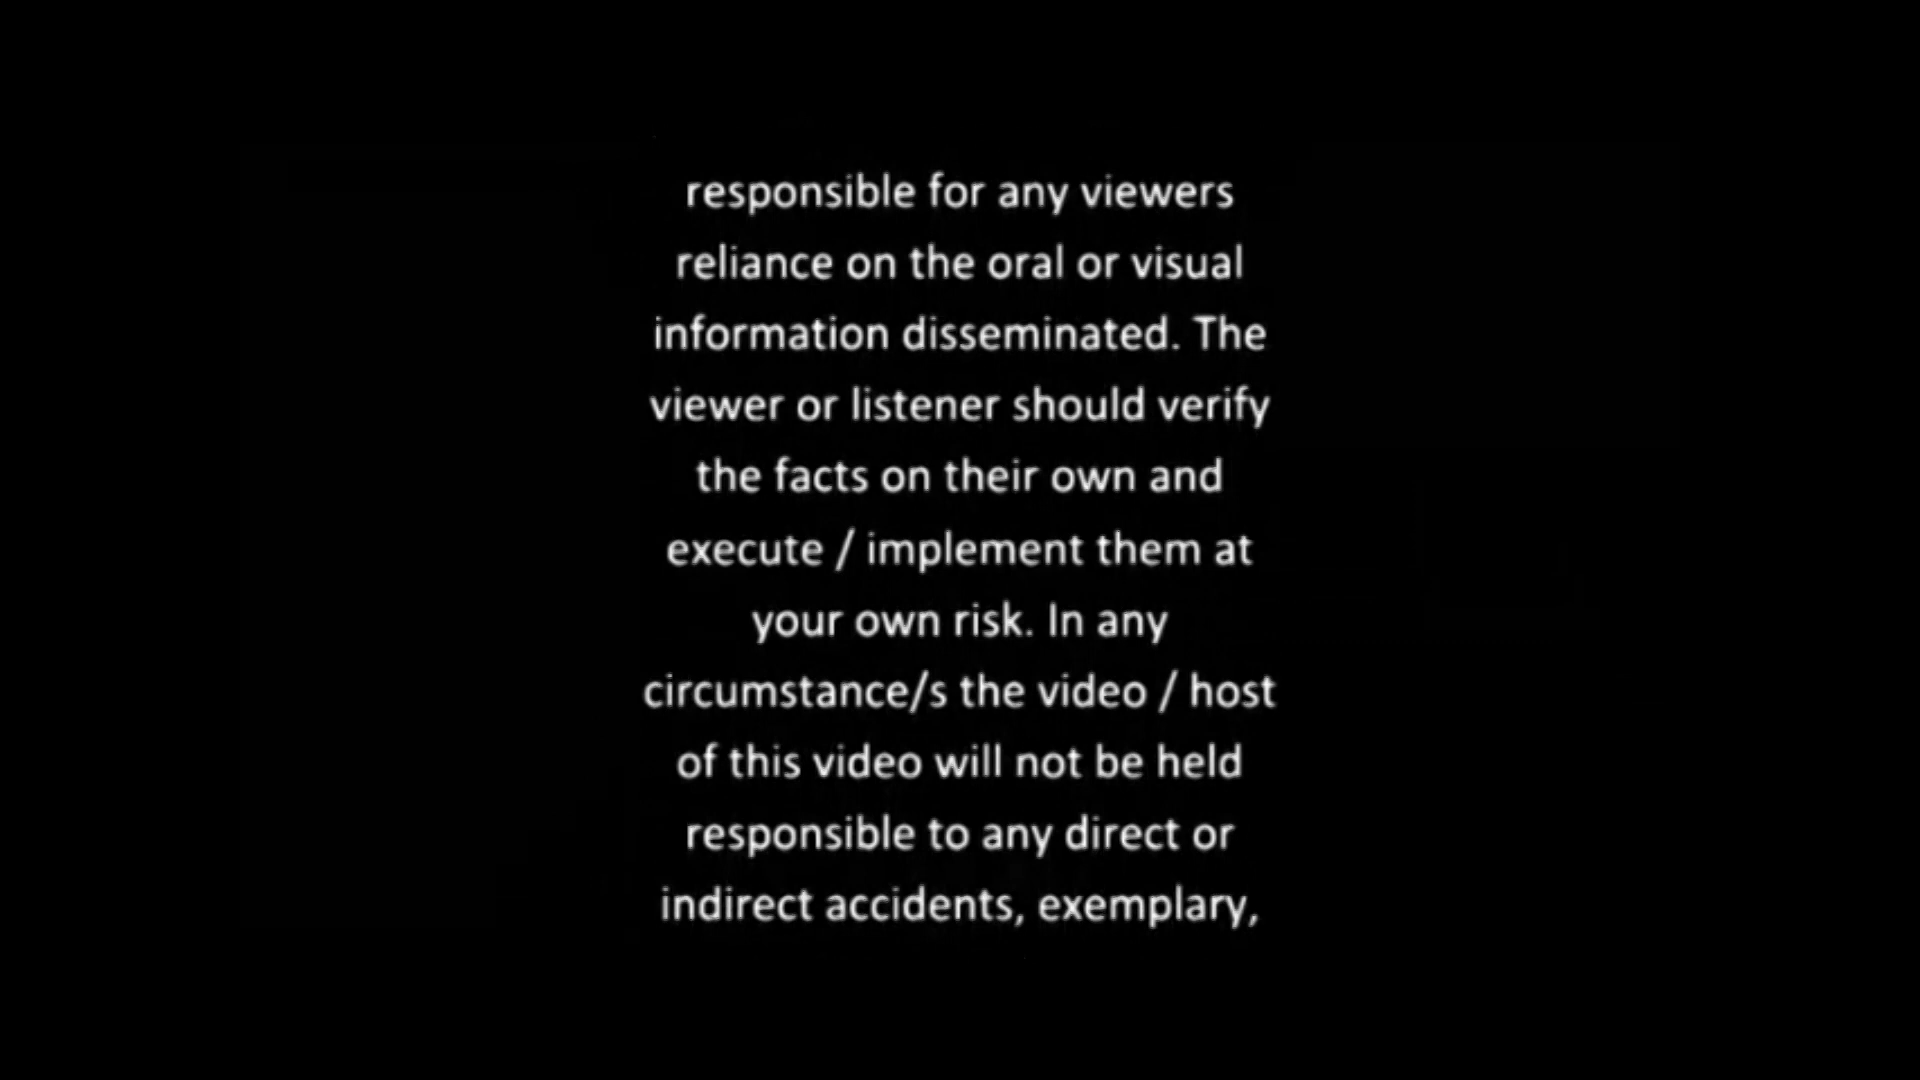 responsible for any viewers
reliance on the oral or visual
information disseminated. The
viewer or listener should verify
the facts on their own and
execute / implement them at
your own risk. In any
circumstance/s the video / host
of this video will not be held
responsible to any direct or
indirect accidents, exemplary,